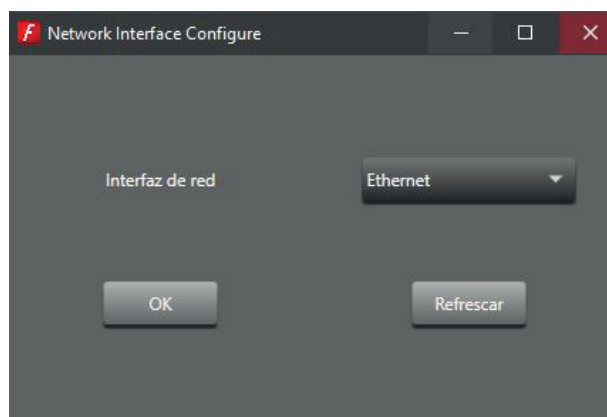 Network Interface Configure
Interfaz de red Ethernet
OK Refrescar